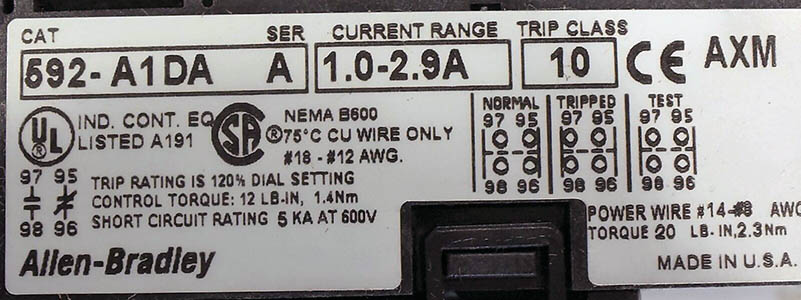 CAT SER CURRENT RANGE TRIP CLASS
592- A1DA A 1.0-2.9A 10 CE AXM
UL ® IND. CONT. EQ. SA ® NEMA B600
LISTED A191 75°C CU WIRE ONLY
#18 - #12 AWG.
NORMAL TRIPPED TEST
97 95 97 95 97 95
98 96 98 96 98 96
97 95 TRIP RATING IS 120% DIAL SETTING
CONTROL TORQUE: 12 LB-IN, 1.4Nm
98 96 SHORT CIRCUIT RATING 5 KA AT 600V
POWER WIRE #14-#8 AWG
TORQUE 20 LB-IN, 2.3Nm
Allen-Bradley
MADE IN U.S.A.